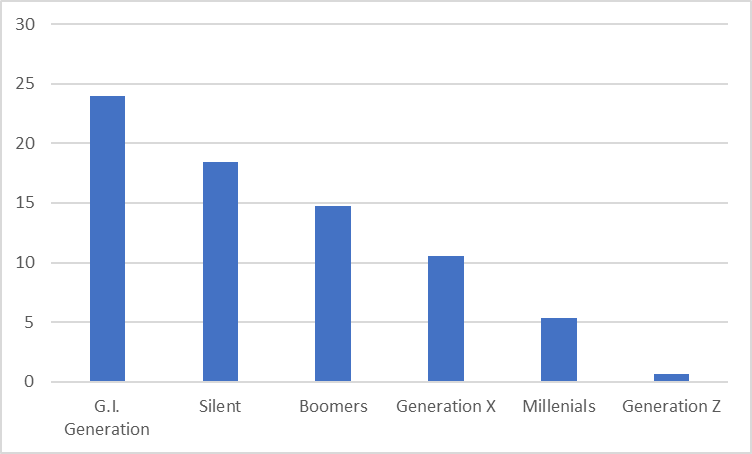 30
25
20
15
10
5
0
G.I.
Generation
Silent
Boomers
Generation X
Millenials
Generation Z